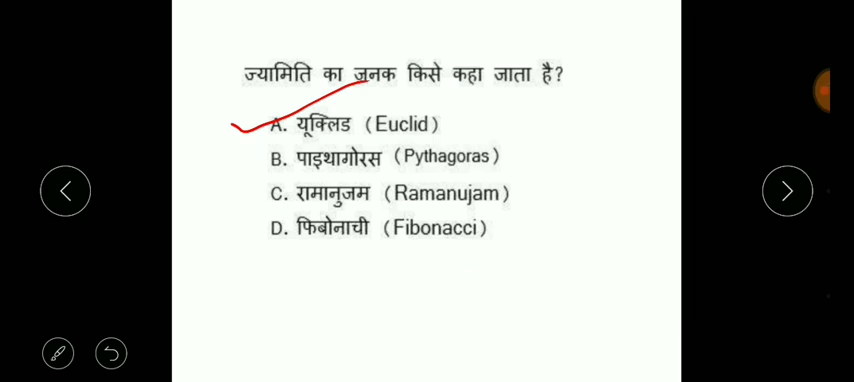 ज्यामिति का जनक किसे कहा जाता है?
A. यूक्लिड (Euclid)
B. पाइथागोरस (Pythagoras)
C. रामानुजम (Ramanujam)
D. फिबोनाची (Fibonacci)